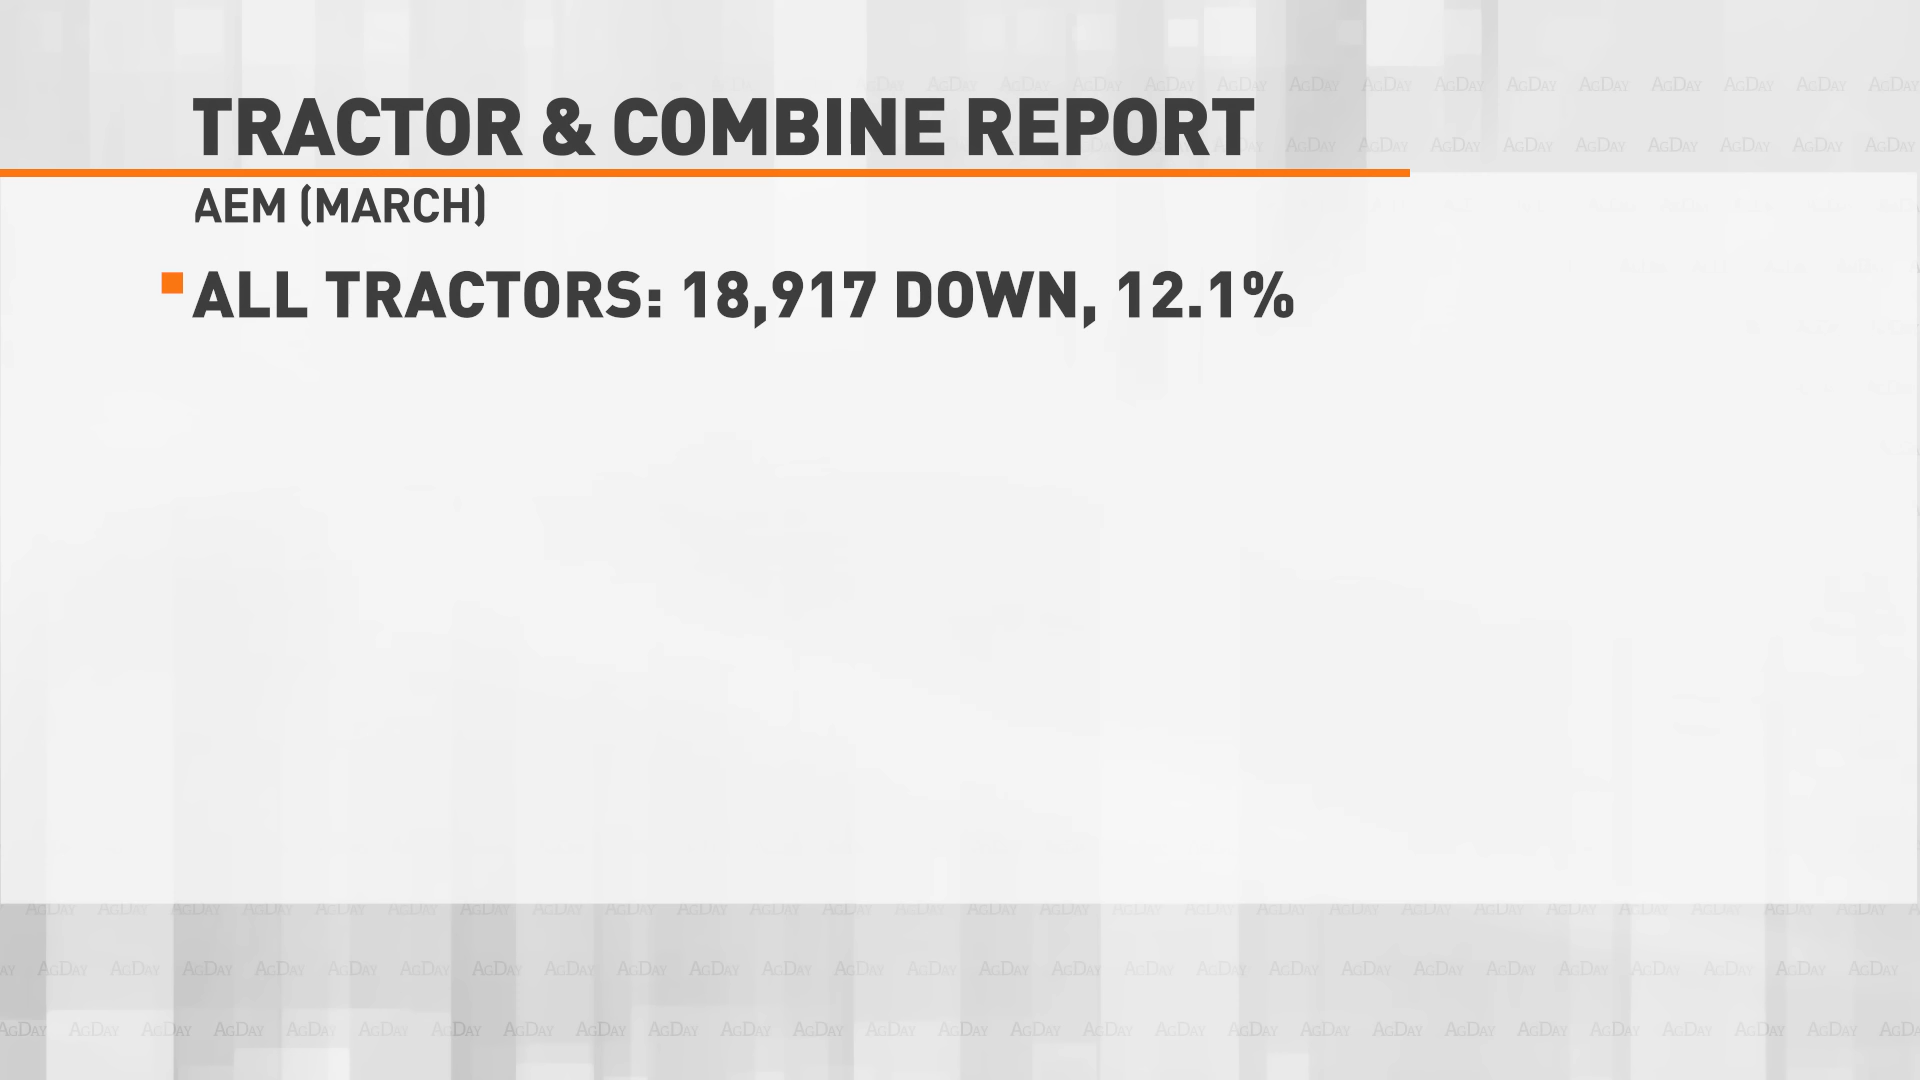 TRACTOR & COMBINE REPORT
AEM (MARCH)
ALL TRACTORS: 18,917 DOWN, 12.1%